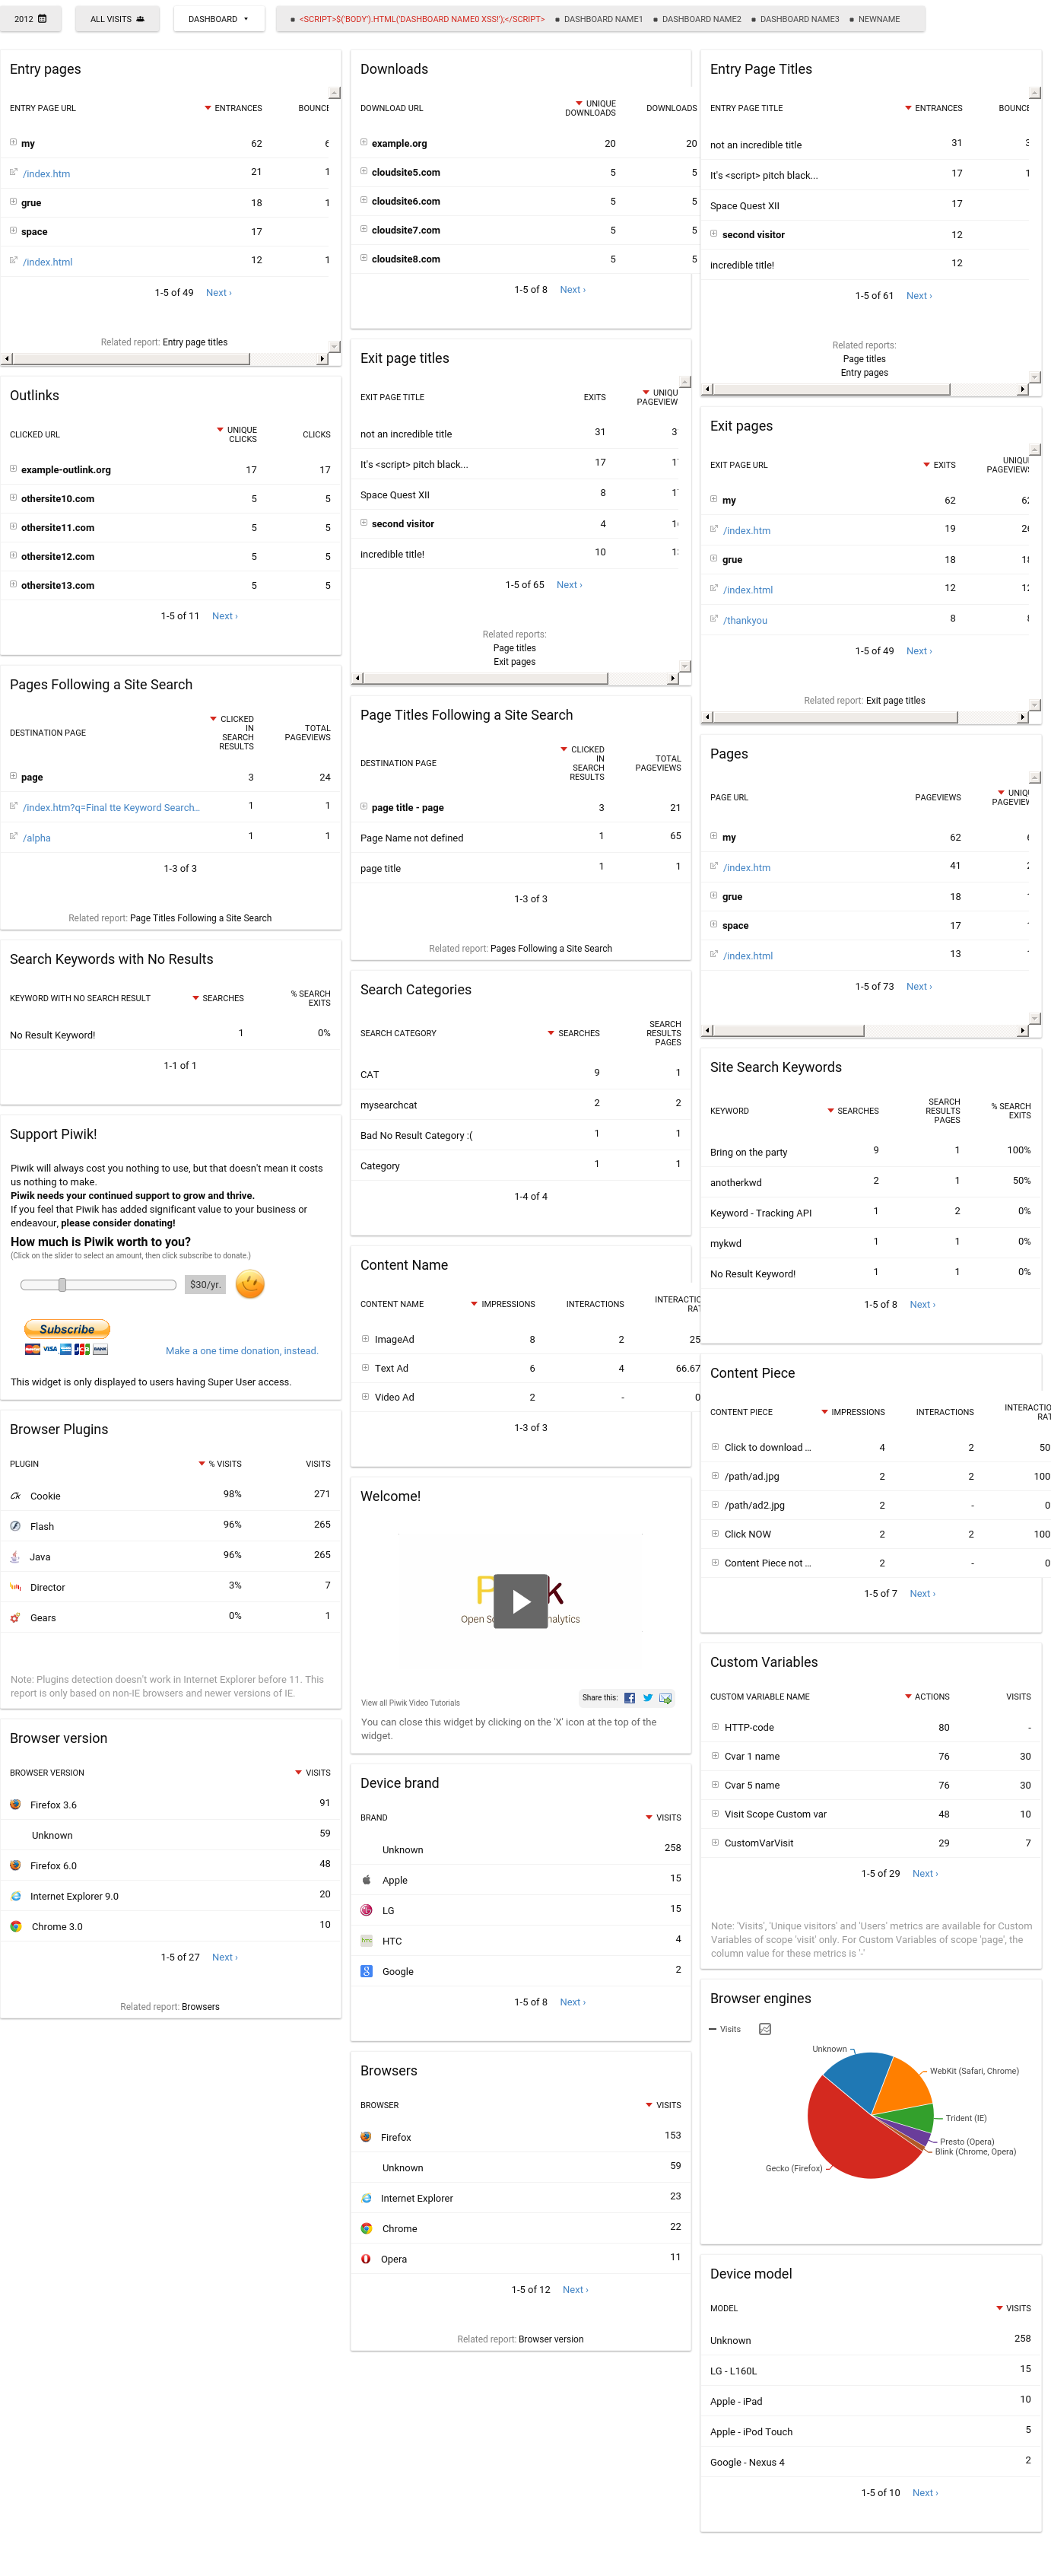 2012 ALL VISITS DASHBOARD <SCRIPT>$('BODY').HTML('DASHBOARD NAME0 XSS!');</SCRIPT> DASHBOARD NAME1 DASHBOARD NAME2 DASHBOARD NAME3 NEWNAME
Entry pages
ENTRY PAGE URL ENTRANCES BOUNCE
my 62
/index.htm 21 1
grue 18 1
space 17
/index.html 12 1
1-5 of 49 Next ›
Related report: Entry page titles
Outlinks
CLICKED URL UNIQUE CLICKS CLICKS
example-outlink.org 17 17
othersite10.com 5 5
othersite11.com 5 5
othersite12.com 5 5
othersite13.com 5 5
1-5 of 11 Next ›
Pages Following a Site Search
DESTINATION PAGE CLICKED IN SEARCH RESULTS TOTAL PAGEVIEWS
page 3 24
/index.htm?q=Final tte Keyword Search... 1 1
/alpha 1 1
1-3 of 3
Related report: Page Titles Following a Site Search
Search Keywords with No Results
KEYWORD WITH NO SEARCH RESULT SEARCHES % SEARCH EXITS
No Result Keyword! 1 0%
1-1 of 1
Support Piwik!
Piwik will always cost you nothing to use, but that doesn't mean it costs
us nothing to make.
Piwik needs your continued support to grow and thrive.
If you feel that Piwik has added significant value to your business or
endeavour, please consider donating!
How much is Piwik worth to you?
(Click on the slider to select an amount, then click subscribe to donate.)
$30/yr.
Subscribe
VISA BANK
Make a one time donation, instead.
This widget is only displayed to users having Super User access.
Browser Plugins
PLUGIN % VISITS VISITS
Cookie 98% 271
Flash 96% 265
Java 96% 265
Director 3% 7
Gears 0% 1
Note: Plugins detection doesn't work in Internet Explorer before 11. This
report is only based on non-IE browsers and newer versions of IE.
Browser version
BROWSER VERSION VISITS
Firefox 3.6 91
Unknown 59
Firefox 6.0 48
Internet Explorer 9.0 20
Chrome 3.0 10
1-5 of 27 Next ›
Related report: Browsers
Downloads
DOWNLOAD URL UNIQUE DOWNLOADS DOWNLOADS
example.org 20 20
cloudsite5.com 5 5
cloudsite6.com 5 5
cloudsite7.com 5 5
cloudsite8.com 5 5
1-5 of 8 Next ›
Exit page titles
EXIT PAGE TITLE EXITS UNIQU PAGEVIEW
not an incredible title 31 3
It's <script> pitch black... 17 1
Space Quest XII 8 1
second visitor 4 1
incredible title! 10 1
1-5 of 65 Next ›
Related reports:
Page titles
Exit pages
Page Titles Following a Site Search
DESTINATION PAGE CLICKED IN SEARCH RESULTS TOTAL PAGEVIEWS
page title - page 3 21
Page Name not defined 1 65
page title 1 1
1-3 of 3
Related report: Pages Following a Site Search
Search Categories
SEARCH CATEGORY SEARCHES SEARCH RESULTS PAGES
CAT 9 1
mysearchcat 2 2
Bad No Result Category :( 1 1
Category 1 1
1-4 of 4
Content Name
CONTENT NAME IMPRESSIONS INTERACTIONS INTERACTIO RAT
ImageAd 8 2 25
Text Ad 6 4 66.67
Video Ad 2 - 0
1-3 of 3
Welcome!
P k
Open So nalytics
View all Piwik Video Tutorials Share this:
You can close this widget by clicking on the 'X' icon at the top of the
widget.
Device brand
BRAND VISITS
Unknown 258
Apple 15
LG 15
HTC 4
Google 2
1-5 of 8 Next ›
Browsers
BROWSER VISITS
Firefox 153
Unknown 59
Internet Explorer 23
Chrome 22
Opera 11
1-5 of 12 Next ›
Related report: Browser version
Entry Page Titles
ENTRY PAGE TITLE ENTRANCES BOUNCE
not an incredible title 31 3
It's <script> pitch black... 17 1
Space Quest XII 17
second visitor 12
incredible title! 12
1-5 of 61 Next ›
Related reports:
Page titles
Entry pages
Exit pages
EXIT PAGE URL EXITS UNIQU PAGEVIEWS
my 62 62
/index.htm 19 26
grue 18 18
/index.html 12 12
/thankyou 8 8
1-5 of 49 Next ›
Related report: Exit page titles
Pages
PAGE URL PAGEVIEWS UNIQU PAGEVIEW
my 62
/index.htm 41
grue 18
space 17
/index.html 13
1-5 of 73 Next ›
Site Search Keywords
KEYWORD SEARCHES SEARCH RESULTS PAGES % SEARCH EXITS
Bring on the party 9 1 100%
anotherkwd 2 1 50%
Keyword - Tracking API 1 2 0%
mykwd 1 1 0%
No Result Keyword! 1 1 0%
1-5 of 8 Next ›
Content Piece
CONTENT PIECE IMPRESSIONS INTERACTIONS INTERACTIO RAT
Click to download ... 4 2 50
/path/ad.jpg 2 2 100
/path/ad2.jpg 2 - 0
Click NOW 2 2 100
Content Piece not ... 2 - 0
1-5 of 7 Next ›
Custom Variables
CUSTOM VARIABLE NAME ACTIONS VISITS
HTTP-code 80 -
Cvar 1 name 76 30
Cvar 5 name 76 30
Visit Scope Custom var 48 10
CustomVarVisit 29 7
1-5 of 29 Next ›
Note: 'Visits', 'Unique visitors' and 'Users' metrics are available for Custom
Variables of scope 'visit' only. For Custom Variables of scope 'page', the
column value for these metrics is '-'
Browser engines
Visits
Unknown
WebKit (Safari, Chrome)
Trident (IE)
Presto (Opera)
Blink (Chrome, Opera)
Gecko (Firefox)
Device model
MODEL VISITS
Unknown 258
LG - L160L 15
Apple - iPad 10
Apple - iPod Touch 5
Google - Nexus 4 2
1-5 of 10 Next ›